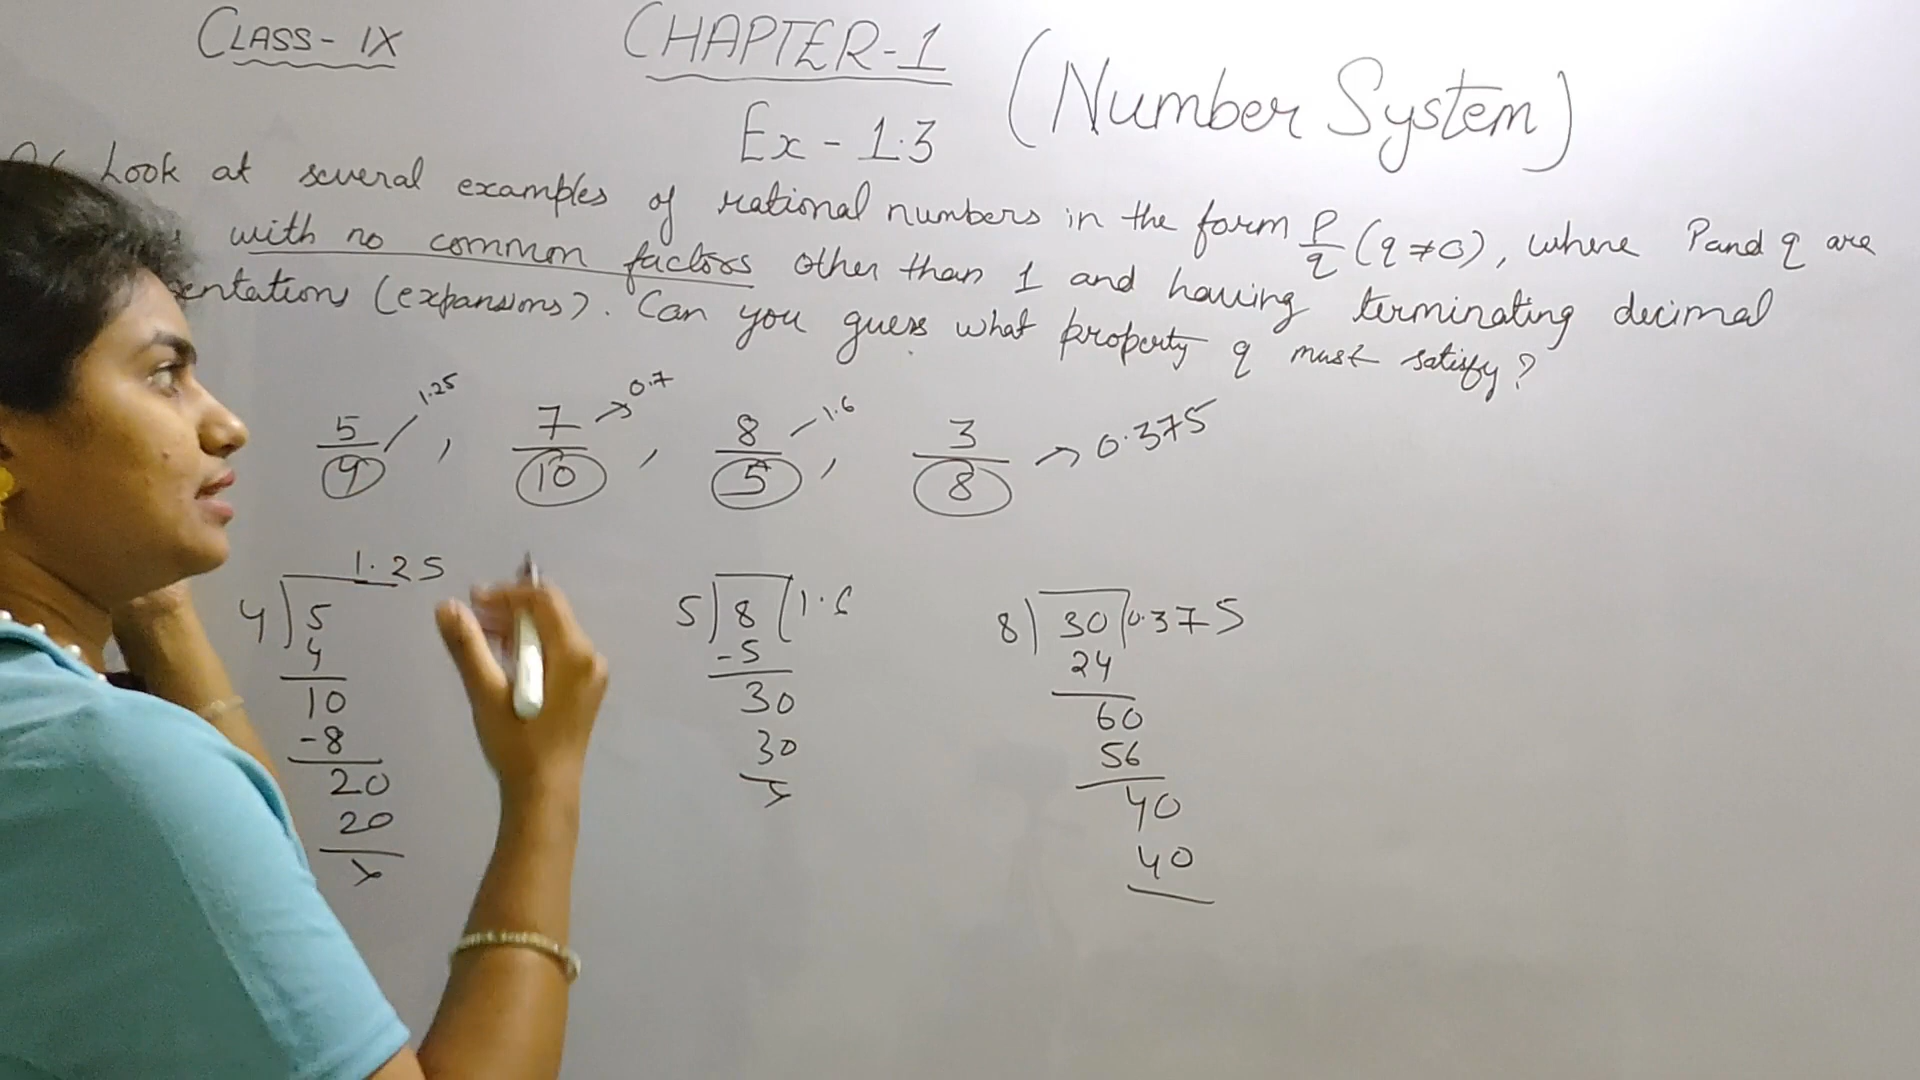 CLASS - IX
CHAPTER-1
(Number System)
Ex - 1.3
Look at several examples of rational numbers in the form p/q (q ≠ 0), where P and q are
with no common factors other than 1 and having terminating decimal
entations (expansions). Can you guess what property q must satisfy?
5/4 1.25 , 7/10 → 0.7 , 8/5 1.6 , 3/8 → 0.375
1.25
4 ) 5
4
10
-8
20
20
5 ) 8 ( 1.6
-5
30
30
8 ) 30 ( 0.375
24
60
56
40
40